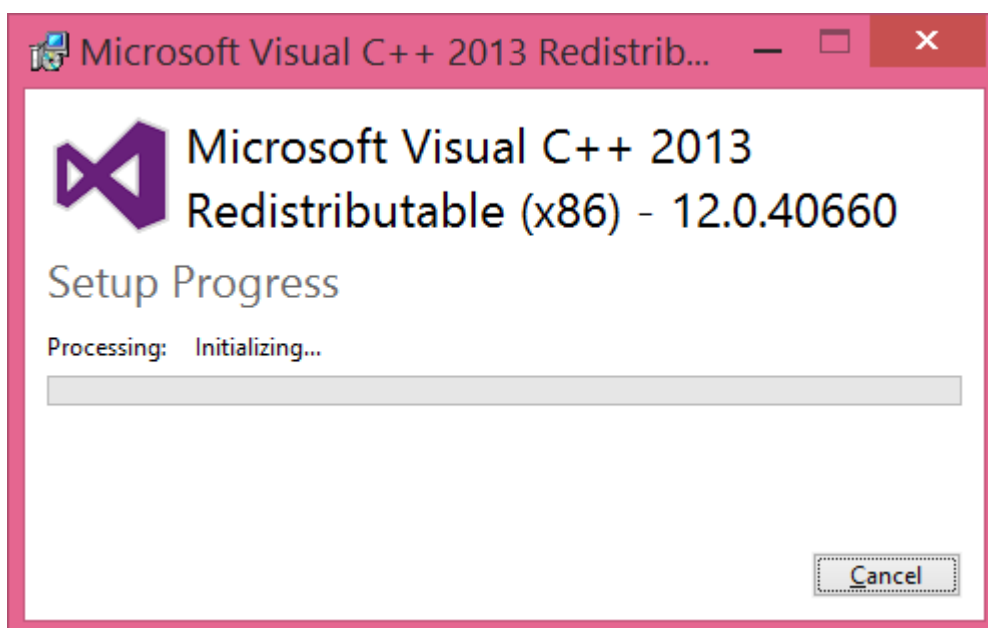 Microsoft Visual C++ 2013 Redistrib...
Microsoft Visual C++ 2013
Redistributable (x86) - 12.0.40660
Setup Progress
Processing: Initializing...
Cancel